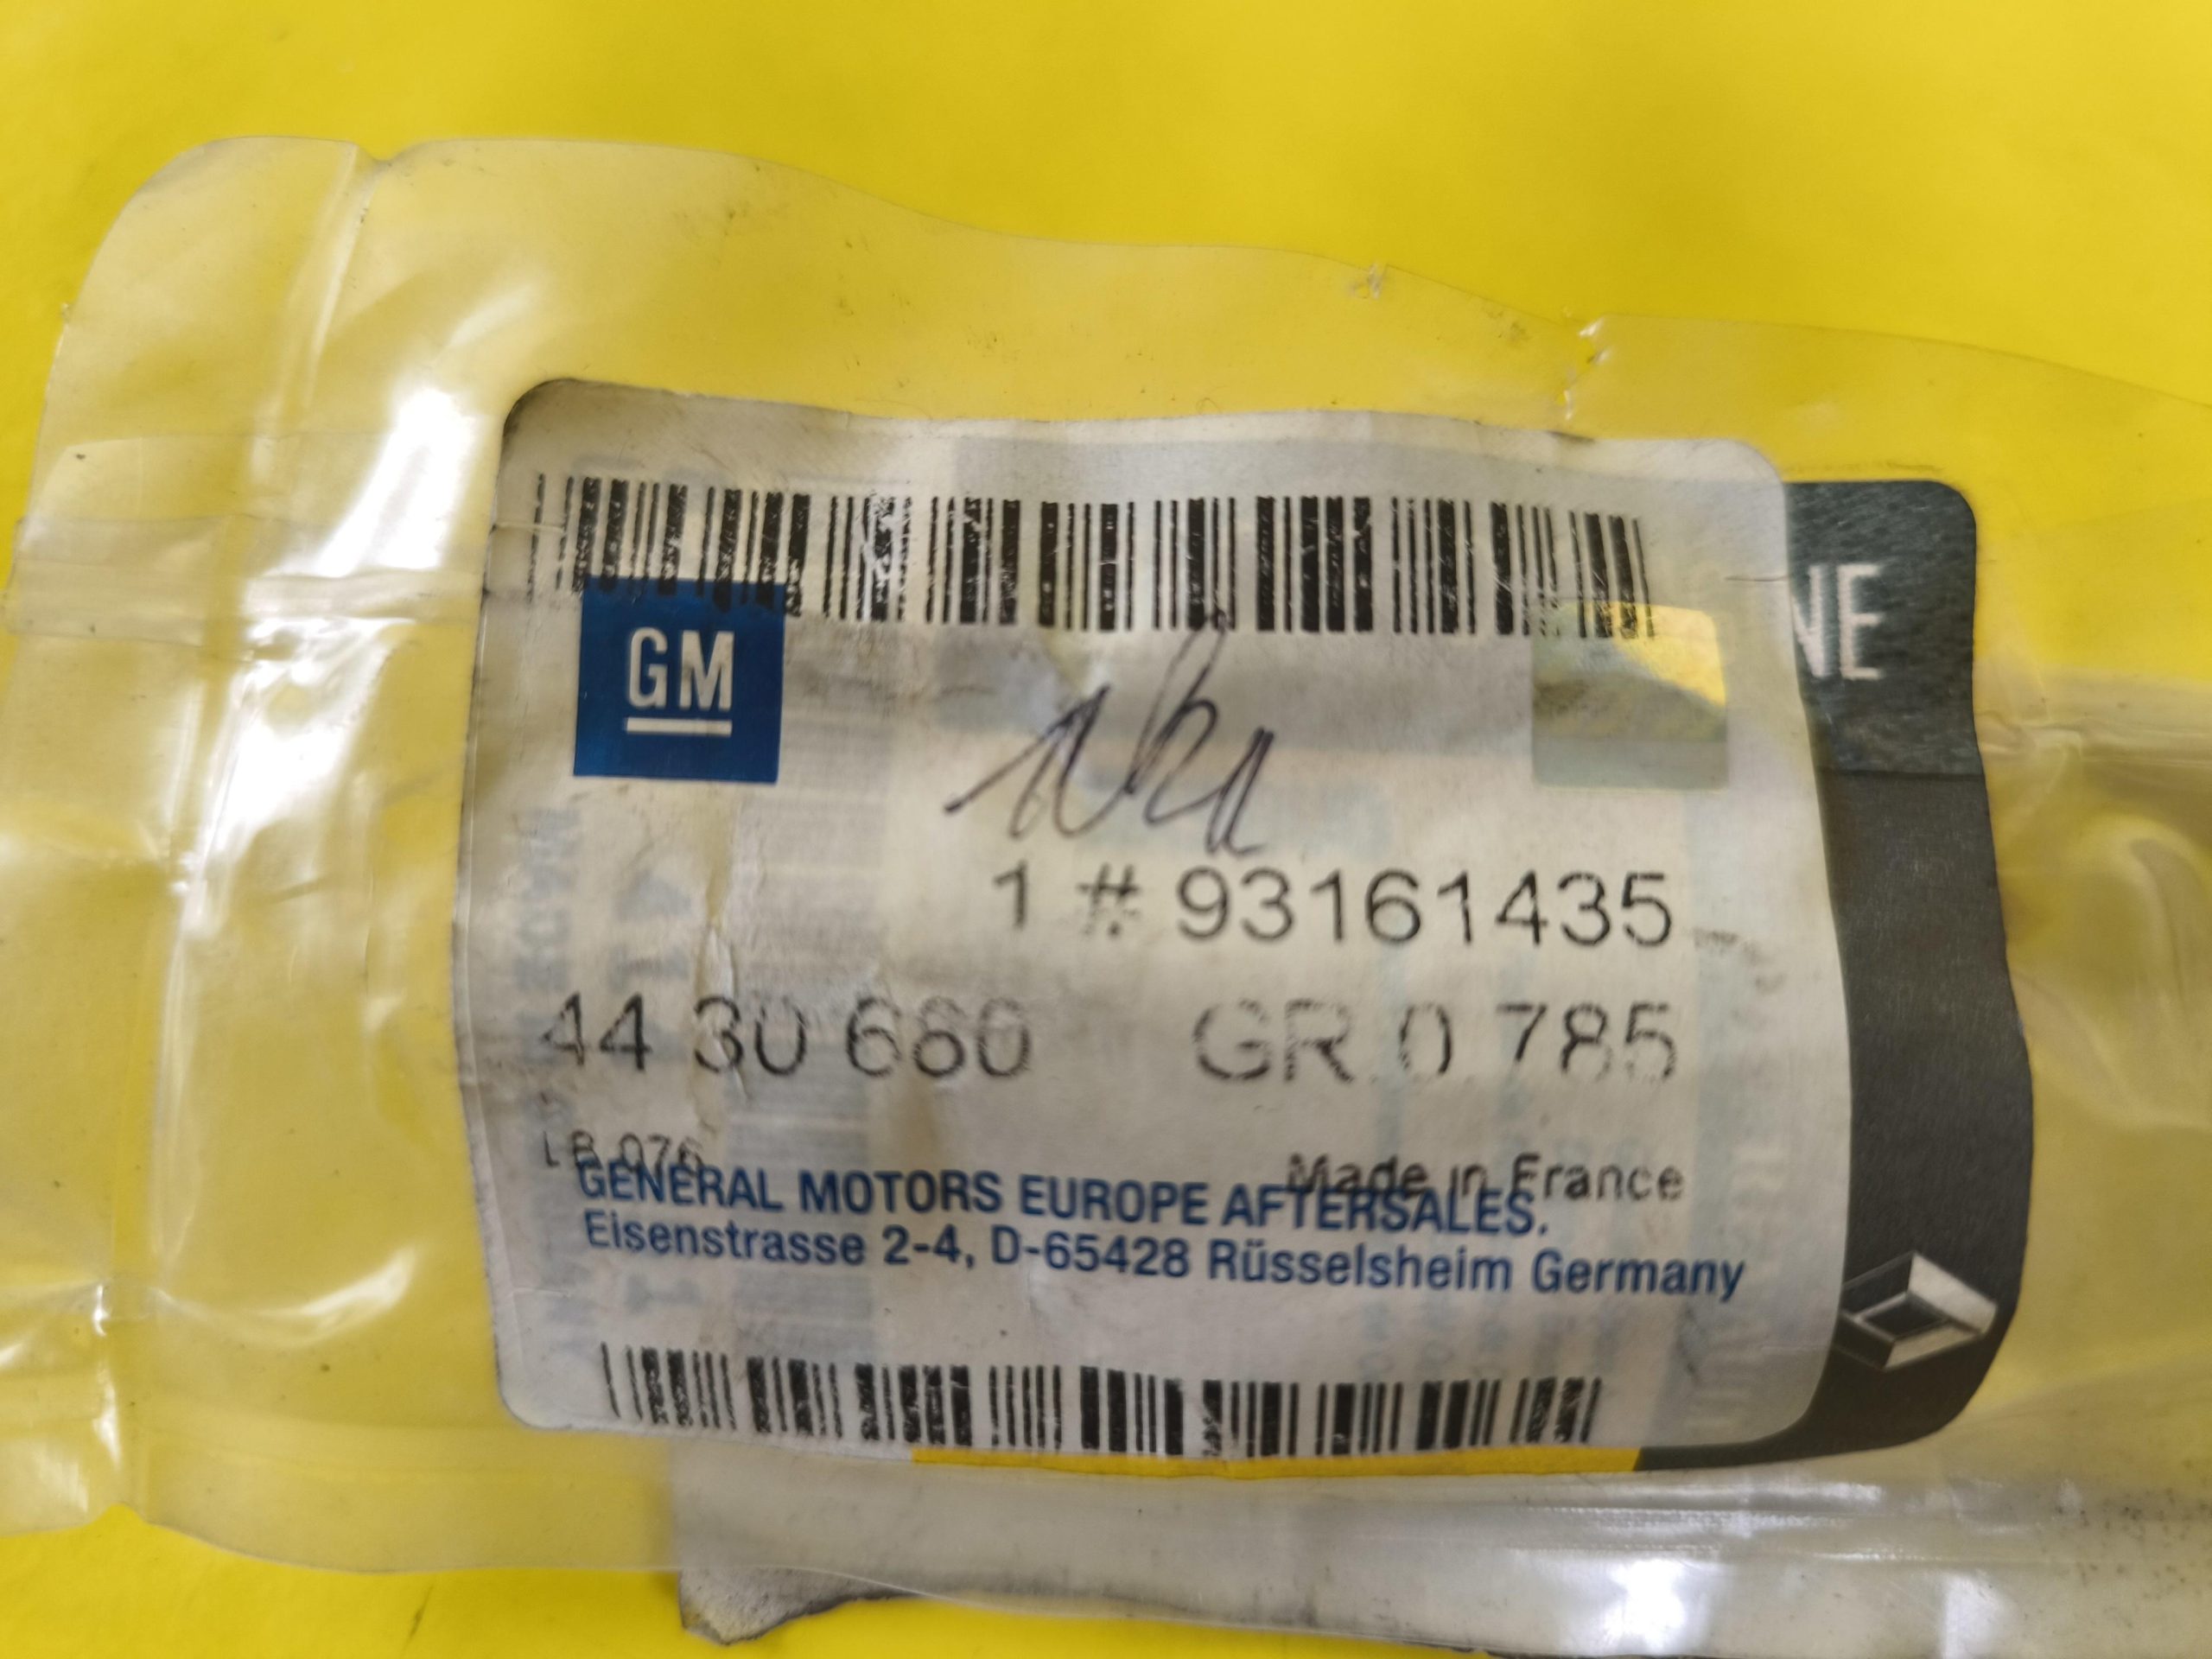 NE
GM
1 # 93161435
44 30 660 GR 0 785
LB 076
Made in France
GENERAL MOTORS EUROPE AFTERSALES.
Eisenstrasse 2-4, D-65428 Rüsselsheim Germany